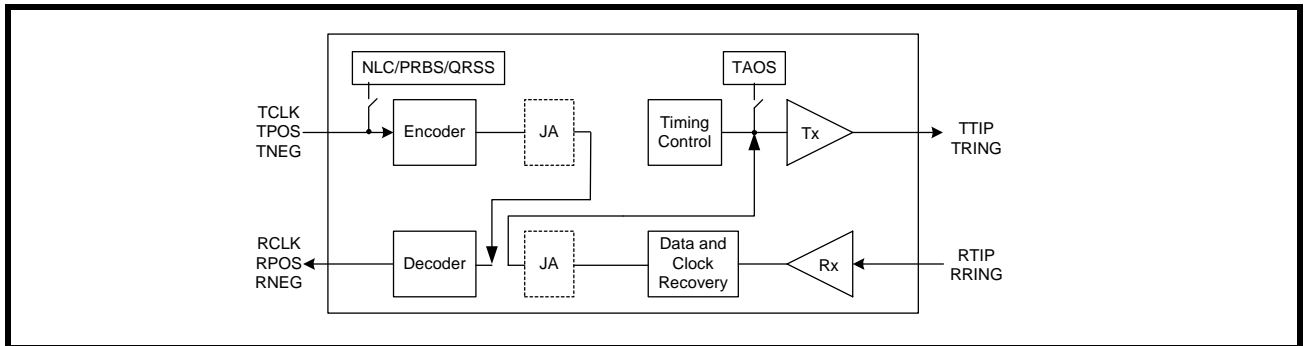 NLC/PRBS/QRSS
TAOS
TCLK
TPOS
TNEG
Encoder
JA
Timing
Control
Tx
TTIP
TRING
RCLK
RPOS
RNEG
Decoder
JA
Data and
Clock
Recovery
Rx
RTIP
RRING